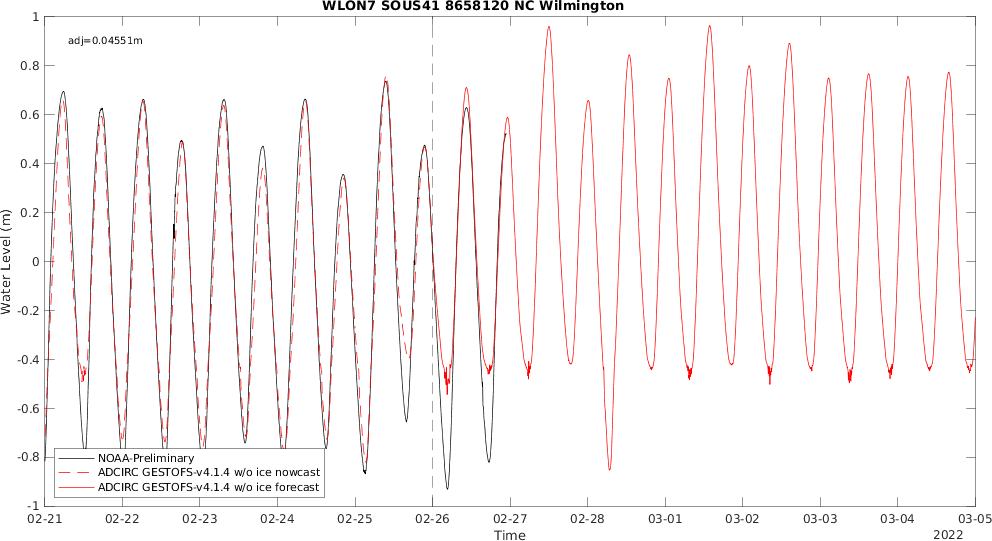 WLON7 SOUS41 8658120 NC Wilmington
adj=0.04551m
1
0.8
0.6
0.4
0.2
0
-0.2
-0.4
-0.6
-0.8
-1
Water Level (m)
NOAA-Preliminary
ADCIRC GESTOFS-v4.1.4 w/o ice nowcast
ADCIRC GESTOFS-v4.1.4 w/o ice forecast
02-21 02-22 02-23 02-24 02-25 02-26 02-27 02-28 03-01 03-02 03-03 03-04 03-05
Time
2022